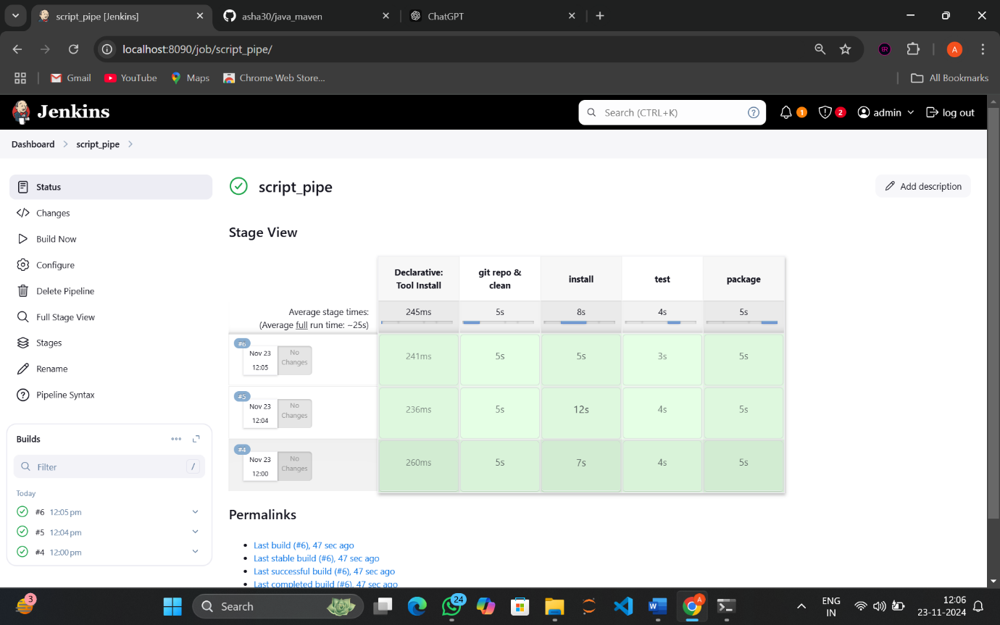 script_pipe [Jenkins]
asha30/java_maven
ChatGPT
localhost:8090/job/script_pipe/
A
Gmail
YouTube
Maps
Chrome Web Store...
All Bookmarks
Jenkins
Search (CTRL+K)
?
1
2
admin
log out
Dashboard
script_pipe
Status
Changes
Build Now
Configure
Delete Pipeline
Full Stage View
Stages
Rename
Pipeline Syntax
Builds
Filter
/
Today
#6 12:05 pm
#5 12:04 pm
#4 12:00 pm
script_pipe
Add description
Stage View
Declarative: Tool Install
git repo & clean
install
test
package
Average stage times:
(Average full run time: ~25s)
245ms
5s
8s
4s
5s
#6
Nov 23
12:05
No Changes
241ms
5s
5s
3s
5s
#5
Nov 23
12:04
No Changes
236ms
5s
12s
4s
5s
#4
Nov 23
12:00
No Changes
260ms
5s
7s
4s
5s
Permalinks
Last build (#6), 47 sec ago
Last stable build (#6), 47 sec ago
Last successful build (#6), 47 sec ago
Last completed build (#6), 47 sec ago
3
Search
24
A
ENG
IN
12:06
23-11-2024